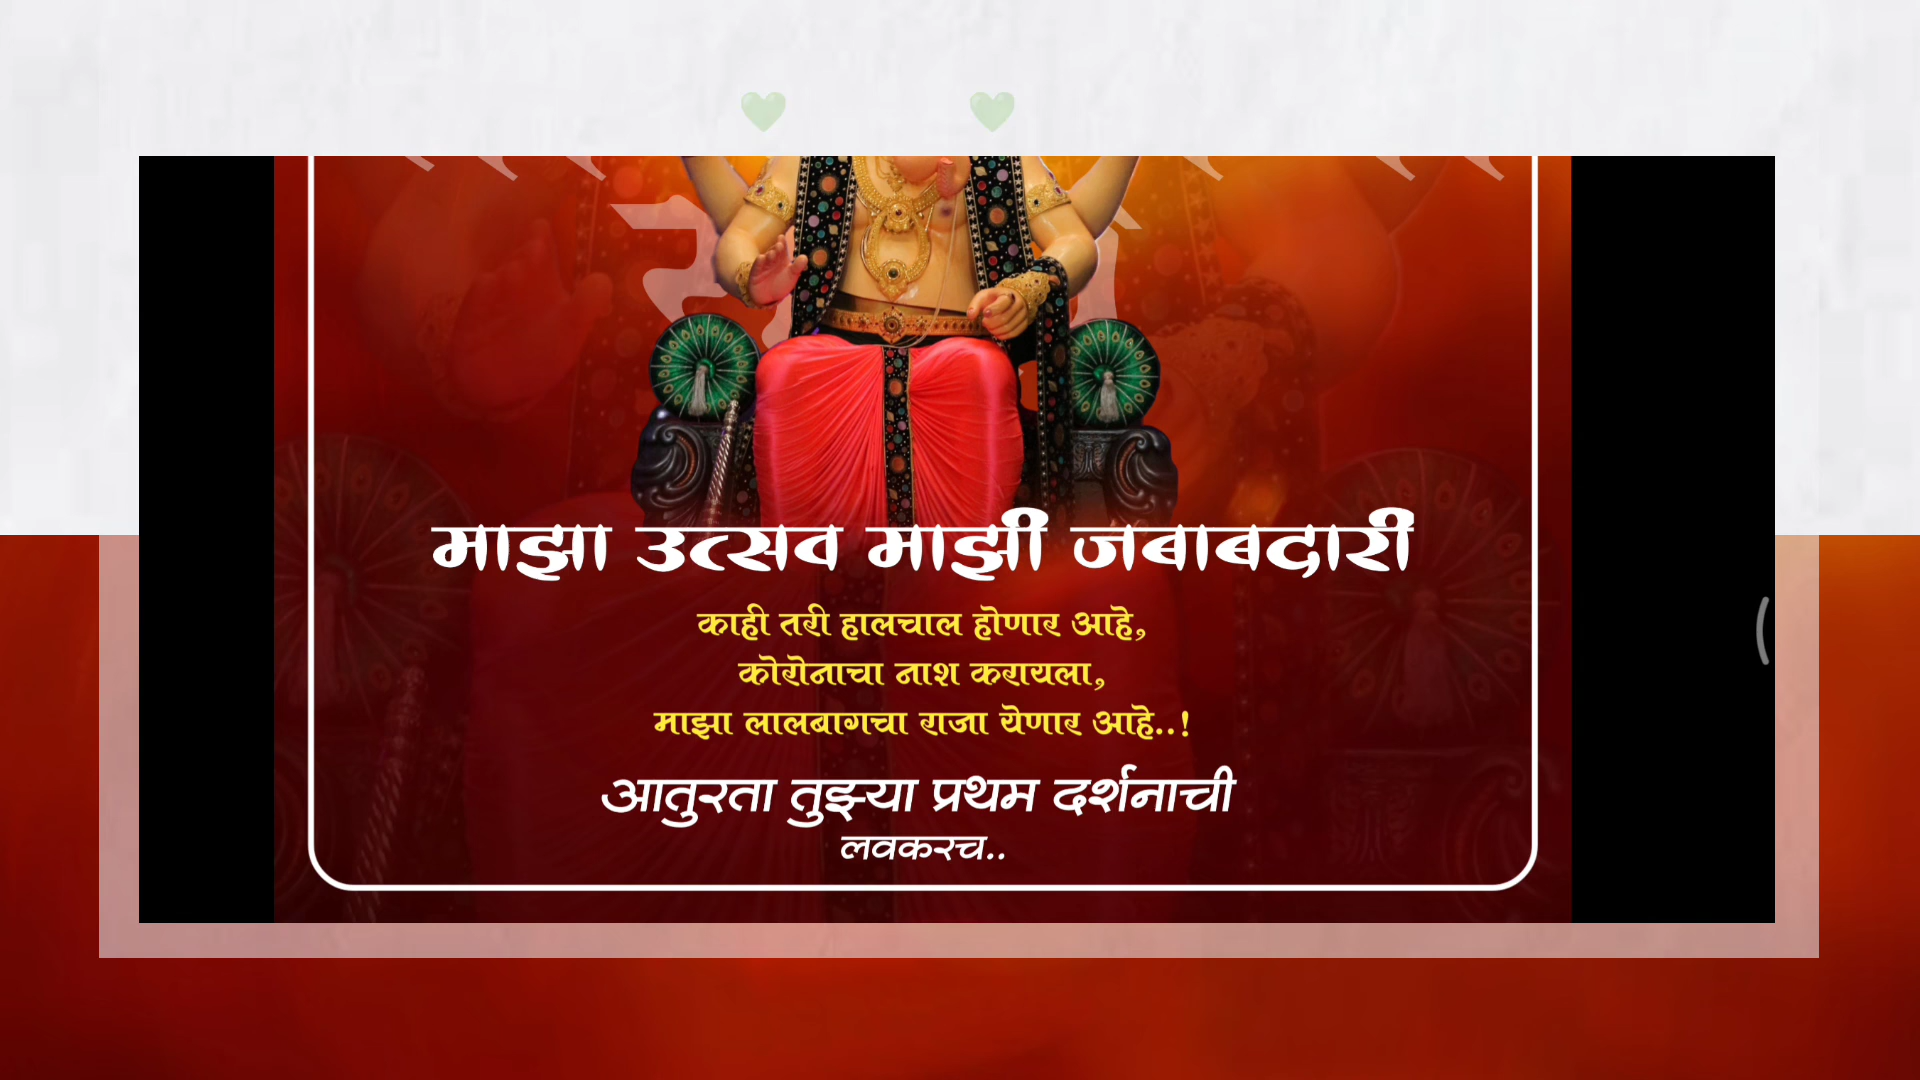 माझा उत्सव माझी जबाबदारी
काही तरी हालचाल होणार आहे,
कोरोनाचा नाश करायला,
माझा लालबागचा राजा येणार आहे..!
आतुरता तुझ्या प्रथम दर्शनाची
लवकरच..